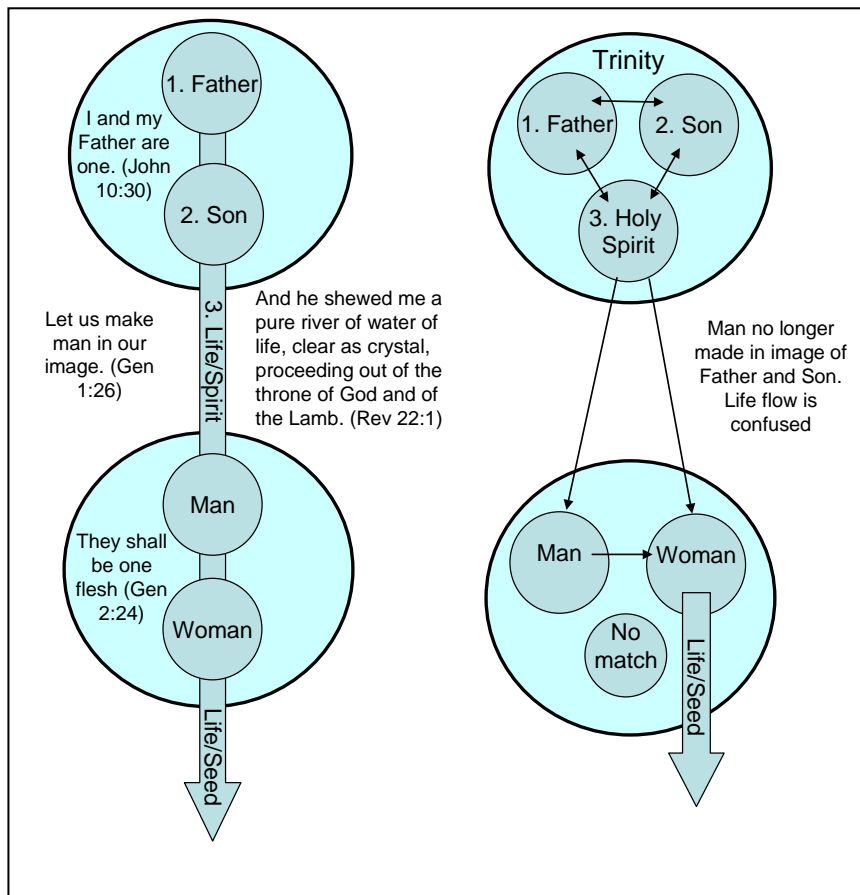 1. Father
I and my
Father are
one. (John
10:30)
2. Son
3. Life/Spirit
Let us make
man in our
image. (Gen
1:26)
And he shewed me a
pure river of water of
life, clear as crystal,
proceeding out of the
throne of God and of
the Lamb. (Rev 22:1)
Man
They shall
be one
flesh (Gen
2:24)
Woman
Life/Seed
Trinity
1. Father
2. Son
3. Holy
Spirit
Man no longer
made in image of
Father and Son.
Life flow is
confused
Man
Woman
No
match
Life/Seed